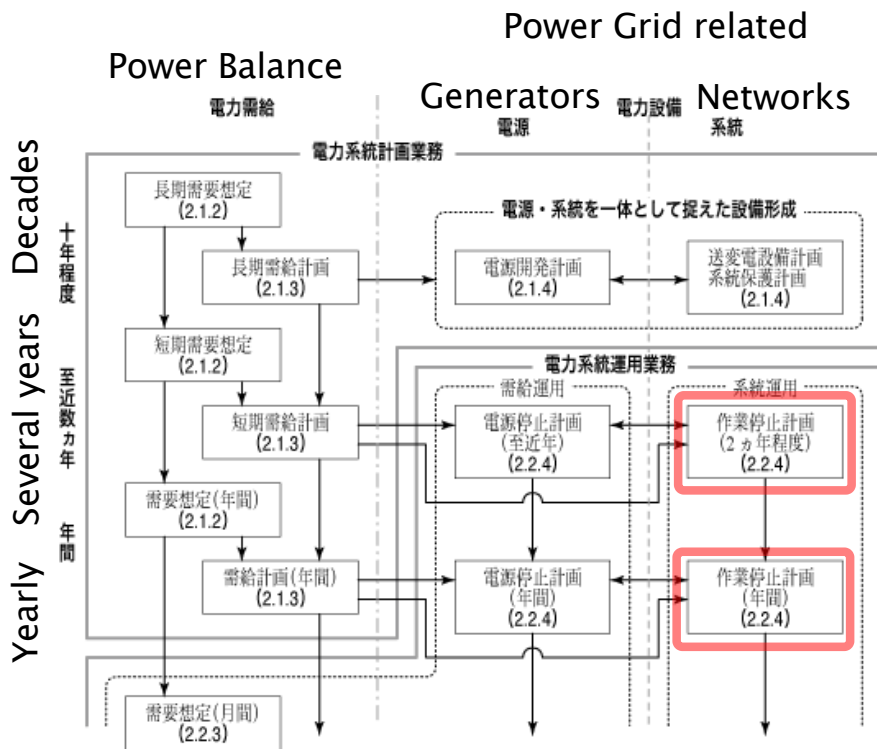 Power Grid related
Power Balance
電力需給
Generators
電源
電力設備
Networks
系統
Decades
十年程度
Several years
至近数ヵ年
Yearly
年間
電力系統計画業務
長期需要想定
(2.1.2)
長期需給計画
(2.1.3)
電源・系統を一体として捉えた設備形成
電源開発計画
(2.1.4)
送変電設備計画
系統保護計画
(2.1.4)
短期需要想定
(2.1.2)
短期需給計画
(2.1.3)
電力系統運用業務
需給運用
電源停止計画
(至近年)
(2.2.4)
系統運用
作業停止計画
(2ヵ年程度)
(2.2.4)
需要想定(年間)
(2.1.2)
需給計画(年間)
(2.1.3)
電源停止計画
(年間)
(2.2.4)
作業停止計画
(年間)
(2.2.4)
需要想定(月間)
(2.2.3)